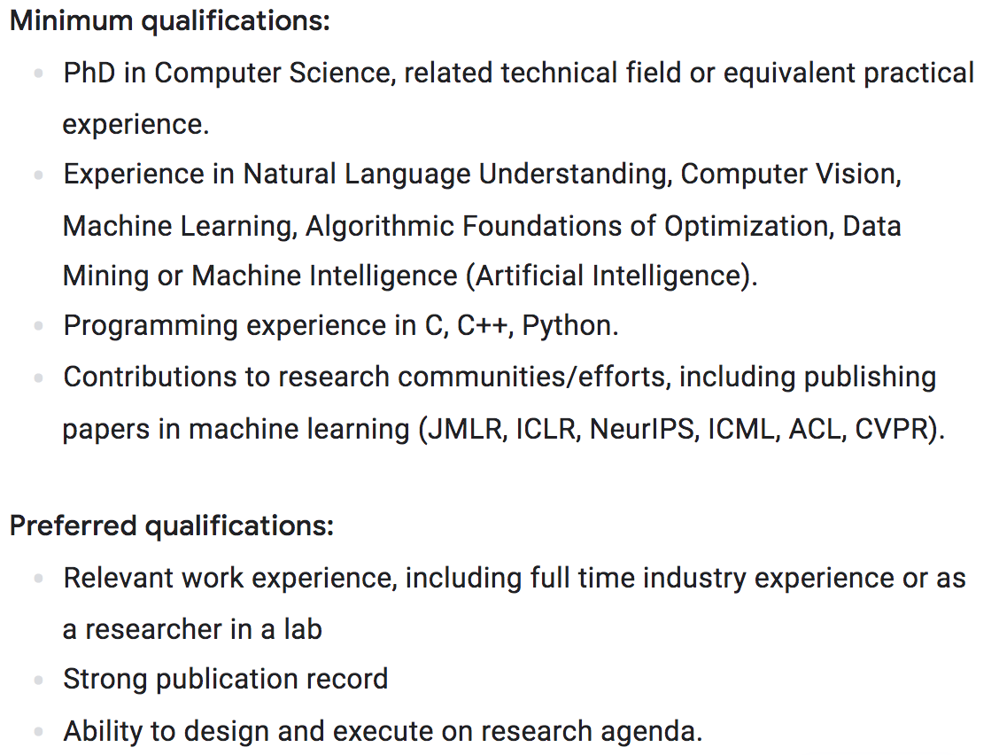 Minimum qualifications:
PhD in Computer Science, related technical field or equivalent practical
experience.
Experience in Natural Language Understanding, Computer Vision,
Machine Learning, Algorithmic Foundations of Optimization, Data
Mining or Machine Intelligence (Artificial Intelligence).
Programming experience in C, C++, Python.
Contributions to research communities/efforts, including publishing
papers in machine learning (JMLR, ICLR, NeurIPS, ICML, ACL, CVPR).
Preferred qualifications:
Relevant work experience, including full time industry experience or as
a researcher in a lab
Strong publication record
Ability to design and execute on research agenda.